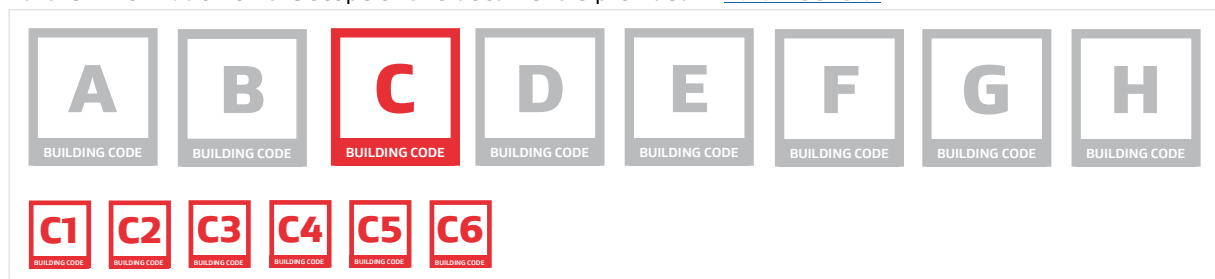 A B C D E F G H
BUILDING CODE BUILDING CODE BUILDING CODE BUILDING CODE BUILDING CODE BUILDING CODE BUILDING CODE BUILDING CODE
C1 C2 C3 C4 C5 C6
BUILDING CODE BUILDING CODE BUILDING CODE BUILDING CODE BUILDING CODE BUILDING CODE